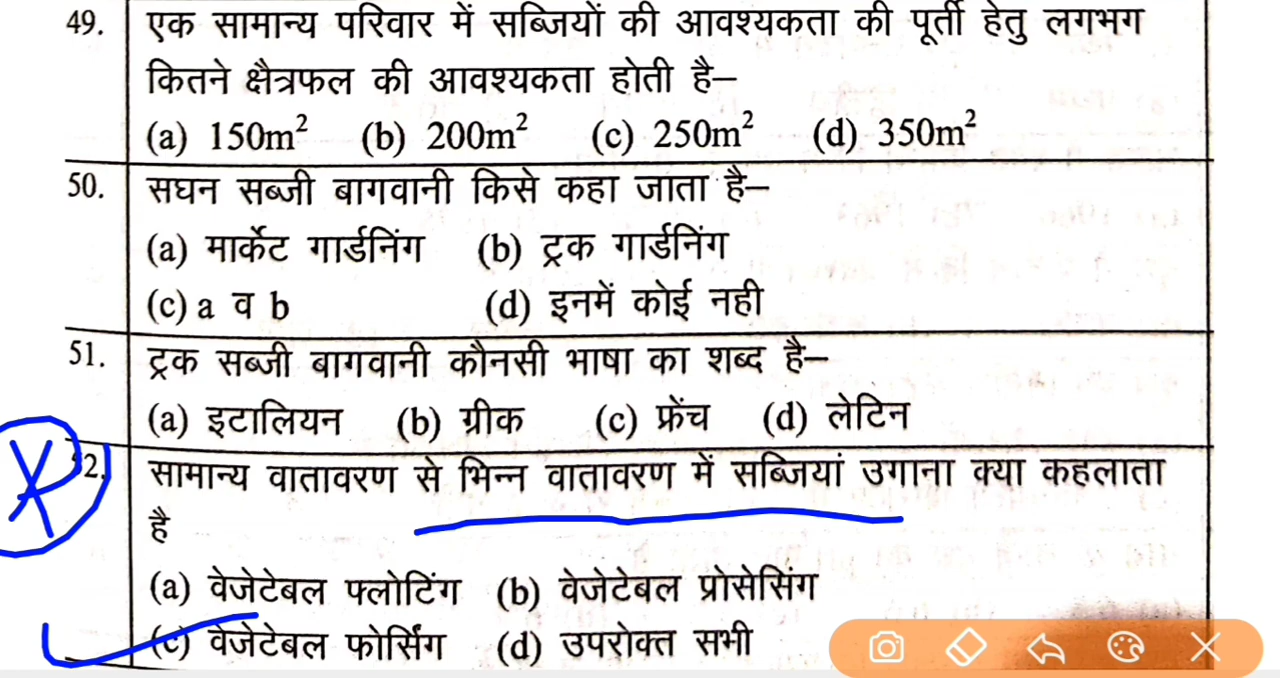 49. एक सामान्य परिवार में सब्जियों की आवश्यकता की पूर्ती हेतु लगभग
कितने क्षैत्रफल की आवश्यकता होती है–
(a) 150m² (b) 200m² (c) 250m² (d) 350m²
50. सघन सब्जी बागवानी किसे कहा जाता है–
(a) मार्केट गार्डनिंग (b) ट्रक गार्डनिंग
(c) a व b (d) इनमें कोई नही
51. ट्रक सब्जी बागवानी कौनसी भाषा का शब्द है–
(a) इटालियन (b) ग्रीक (c) फ्रेंच (d) लेटिन
52. सामान्य वातावरण से भिन्न वातावरण में सब्जियां उगाना क्या कहलाता
है
(a) वेजेटेबल फ्लोटिंग (b) वेजेटेबल प्रोसेसिंग
(c) वेजेटेबल फोर्सिंग (d) उपरोक्त सभी